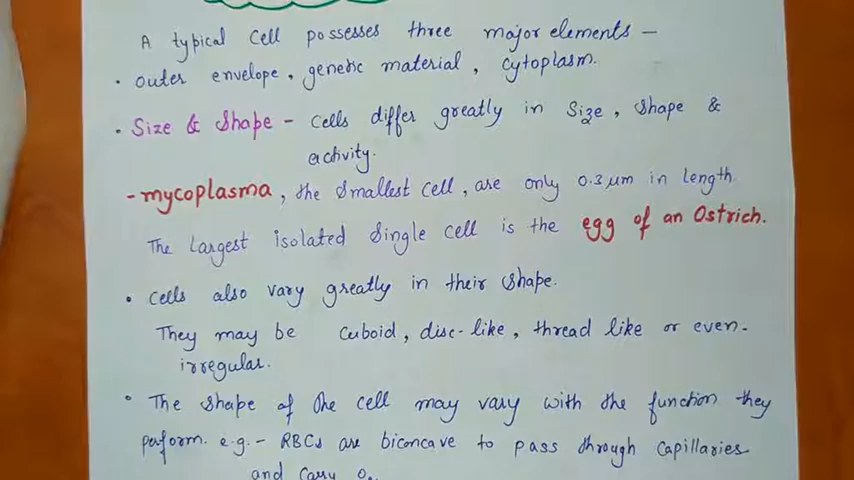 A typical cell possesses three major elements —
• outer envelope, genetic material, cytoplasm.
• Size & Shape - cells differ greatly in size, shape &
activity.
- mycoplasma, the smallest cell, are only 0.3 μm in length
The largest isolated single cell is the egg of an Ostrich.
• cells also vary greatly in their shape.
They may be cuboid, disc-like, thread like or even-
irregular.
• The shape of the cell may vary with the function they
perform. e.g:- RBCs are biconcave to pass through capillaries
and carry